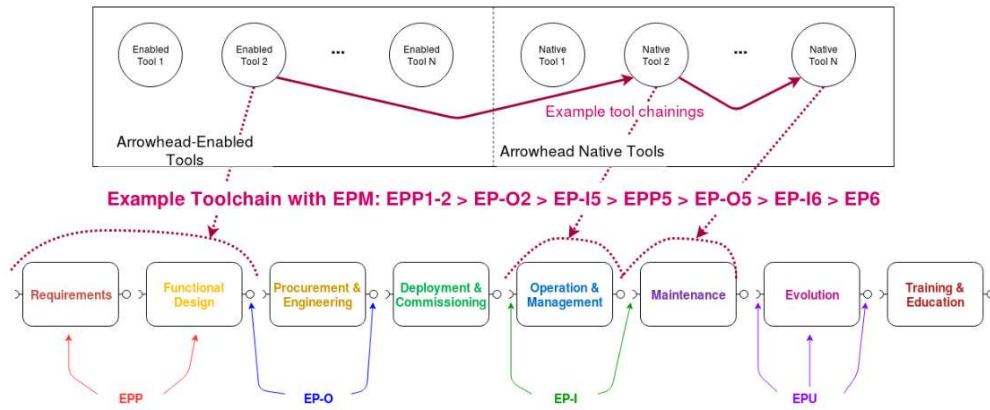 Enabled
Tool 1
Enabled
Tool 2
...
Enabled
Tool N
Native
Tool 1
Native
Tool 2
...
Native
Tool N
Example tool chainings
Arrowhead-Enabled
Tools
Arrowhead Native Tools
Example Toolchain with EPM: EPP1-2 > EP-O2 > EP-I5 > EPP5 > EP-O5 > EP-I6 > EP6
Requirements
Functional
Design
Procurement &
Engineering
Deployment &
Commissioning
Operation &
Management
Maintenance
Evolution
Training &
Education
EPP
EP-O
EP-I
EPU